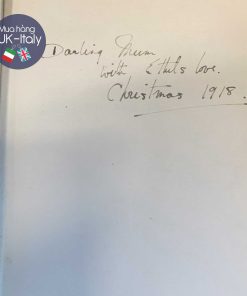 Mua hàng
UK-Italy
Darling Mum
with Ethel's love.
Christmas 1918.